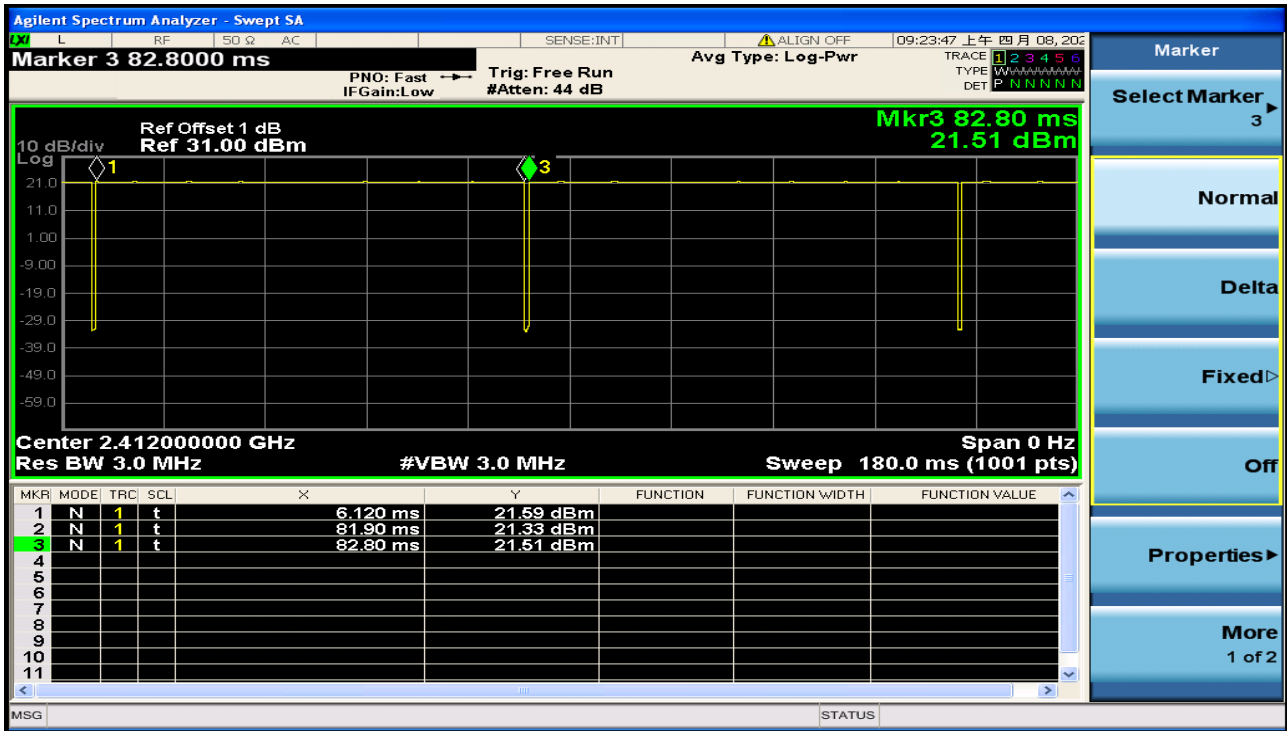 Agilent Spectrum Analyzer - Swept SA
LXI L RF 50 Ω AC SENSE:INT ALIGN OFF 09:23:47 上午 四月 08, 202
Marker 3 82.8000 ms
PNO: Fast
IFGain:Low
Trig: Free Run
#Atten: 44 dB
Avg Type: Log-Pwr
TRACE 1 2 3 4 5 6
TYPE W
DET P N N N N N
Mkr3 82.80 ms
21.51 dBm
Ref Offset 1 dB
10 dB/div Ref 31.00 dBm
Log
1
3
21.0
11.0
1.00
-9.00
-19.0
-29.0
-39.0
-49.0
-59.0
Center 2.412000000 GHz Span 0 Hz
Res BW 3.0 MHz #VBW 3.0 MHz Sweep 180.0 ms (1001 pts)
MKR MODE TRC SCL X Y FUNCTION FUNCTION WIDTH FUNCTION VALUE
1 N 1 t 6.120 ms 21.59 dBm
2 N 1 t 81.90 ms 21.33 dBm
3 N 1 t 82.80 ms 21.51 dBm
4
5
6
7
8
9
10
11
MSG STATUS
Marker
Select Marker
3
Normal
Delta
Fixed
Off
Properties
More
1 of 2